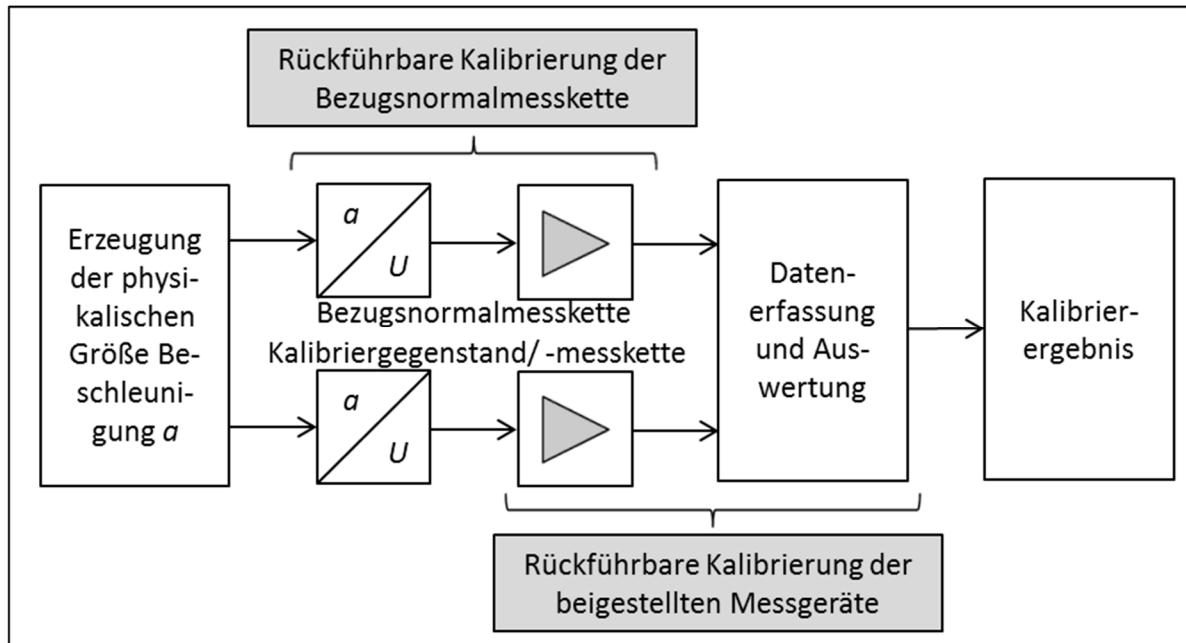 Rückführbare Kalibrierung der
Bezugsnormalmesskette
Erzeugung
der physi-
kalischen
Größe Be-
schleuni-
gung a
a
U
Bezugsnormalmesskette
Kalibriergegenstand/ -messkette
a
U
Daten-
erfassung
und Aus-
wertung
Kalibrier-
ergebnis
Rückführbare Kalibrierung der
beigestellten Messgeräte